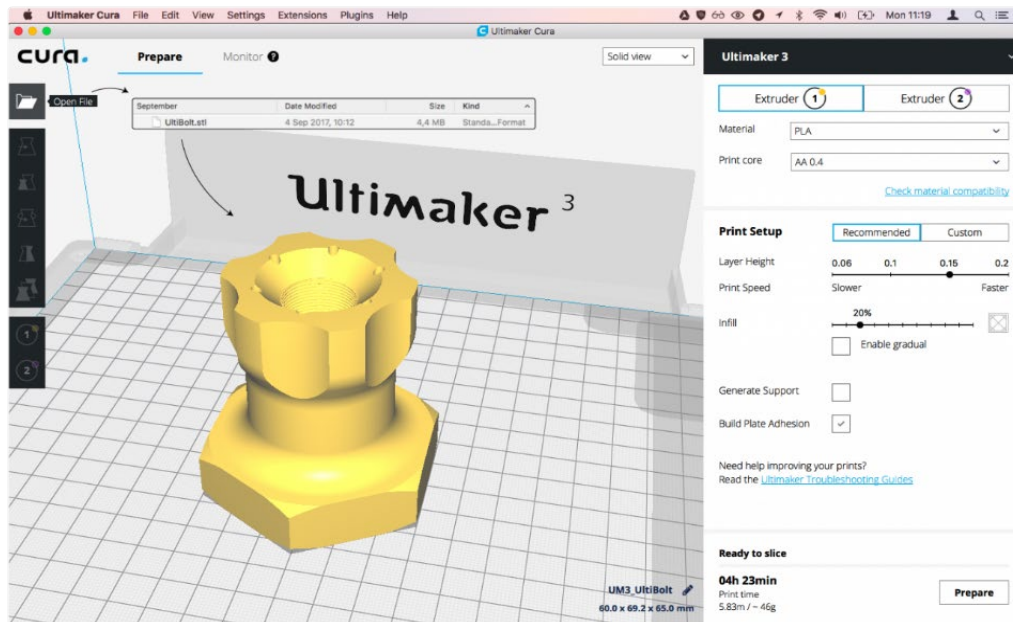 Ultimaker Cura File Edit View Settings Extensions Plugins Help Mon 11:19
Ultimaker Cura
cura. Prepare Monitor ? Solid view
Open File
September Date Modified Size Kind
UltiBolt.stl 4 Sep 2017, 10:12 4,4 MB Standa...Format
Ultimaker 3
1
2
UM3_UltiBolt
60.0 x 69.2 x 65.0 mm
Ultimaker 3
Extruder 1 Extruder 2
Material PLA
Print core AA 0.4
Check material compatibility
Print Setup Recommended Custom
Layer Height 0.06 0.1 0.15 0.2
Print Speed Slower Faster
20%
Infill
Enable gradual
Generate Support
Build Plate Adhesion
Need help improving your prints?
Read the Ultimaker Troubleshooting Guides
Ready to slice
04h 23min
Print time
5.83m / ~ 46g
Prepare